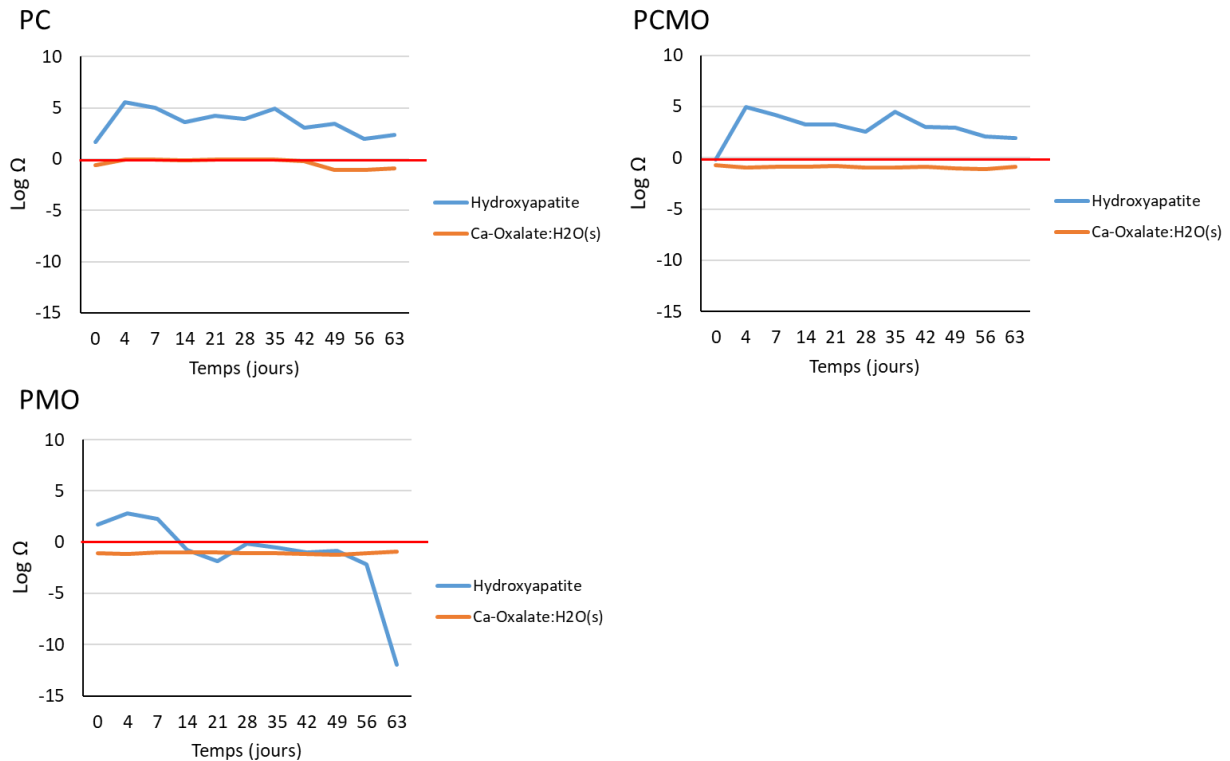 PC
10
5
0
-5
-10
-15
Log Ω
0 4 7 14 21 28 35 42 49 56 63
Temps (jours)
Hydroxyapatite
Ca-Oxalate:H2O(s)
PCMO
10
5
0
-5
-10
-15
Log Ω
0 4 7 14 21 28 35 42 49 56 63
Temps (jours)
Hydroxyapatite
Ca-Oxalate:H2O(s)
PMO
10
5
0
-5
-10
-15
Log Ω
0 4 7 14 21 28 35 42 49 56 63
Temps (jours)
Hydroxyapatite
Ca-Oxalate:H2O(s)